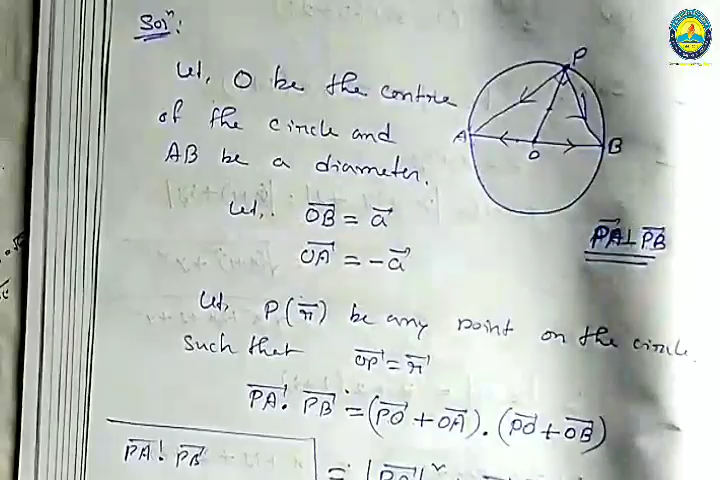 Solⁿ:
Let, O be the centre
of the circle and
AB be a diameter.
Let, OB⃗ = a⃗
OA⃗ = -a⃗
P
A
O
B
PA⃗ ⊥ PB⃗
Let, P(r⃗) be any point on the circle
such that OP⃗ = r⃗
PA⃗ . PB⃗ = (PO⃗ + OA⃗) . (PO⃗ + OB⃗)
PA⃗ . PB⃗